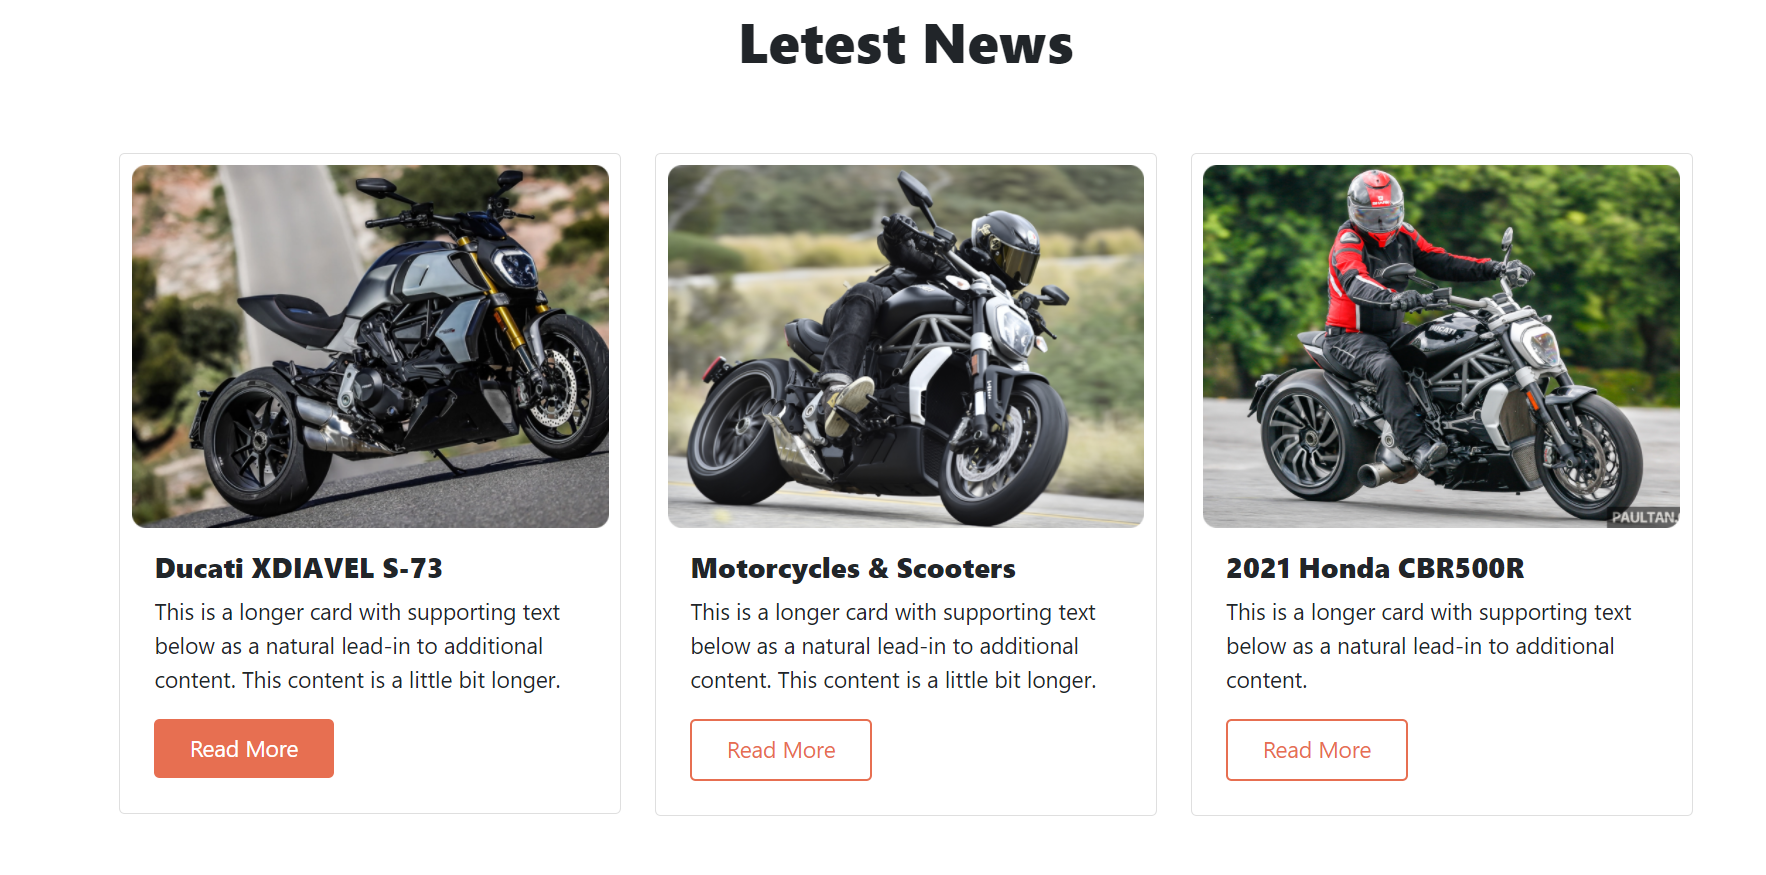 Letest News
Ducati XDIAVEL S-73
This is a longer card with supporting text
below as a natural lead-in to additional
content. This content is a little bit longer.
Read More
Motorcycles & Scooters
This is a longer card with supporting text
below as a natural lead-in to additional
content. This content is a little bit longer.
Read More
DUCATI
PAULTAN.
2021 Honda CBR500R
This is a longer card with supporting text
below as a natural lead-in to additional
content.
Read More